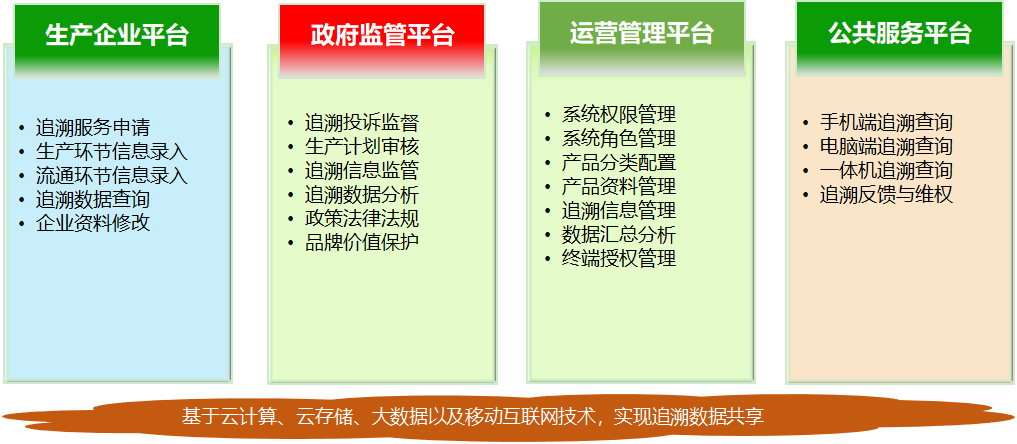 生产企业平台
• 追溯服务申请
• 生产环节信息录入
• 流通环节信息录入
• 追溯数据查询
• 企业资料修改
政府监管平台
• 追溯投诉监督
• 生产计划审核
• 追溯信息监管
• 追溯数据分析
• 政策法律法规
• 品牌价值保护
运营管理平台
• 系统权限管理
• 系统角色管理
• 产品分类配置
• 产品资料管理
• 追溯信息管理
• 数据汇总分析
• 终端授权管理
公共服务平台
• 手机端追溯查询
• 电脑端追溯查询
• 一体机追溯查询
• 追溯反馈与维权
基于云计算、云存储、大数据以及移动互联网技术，实现追溯数据共享